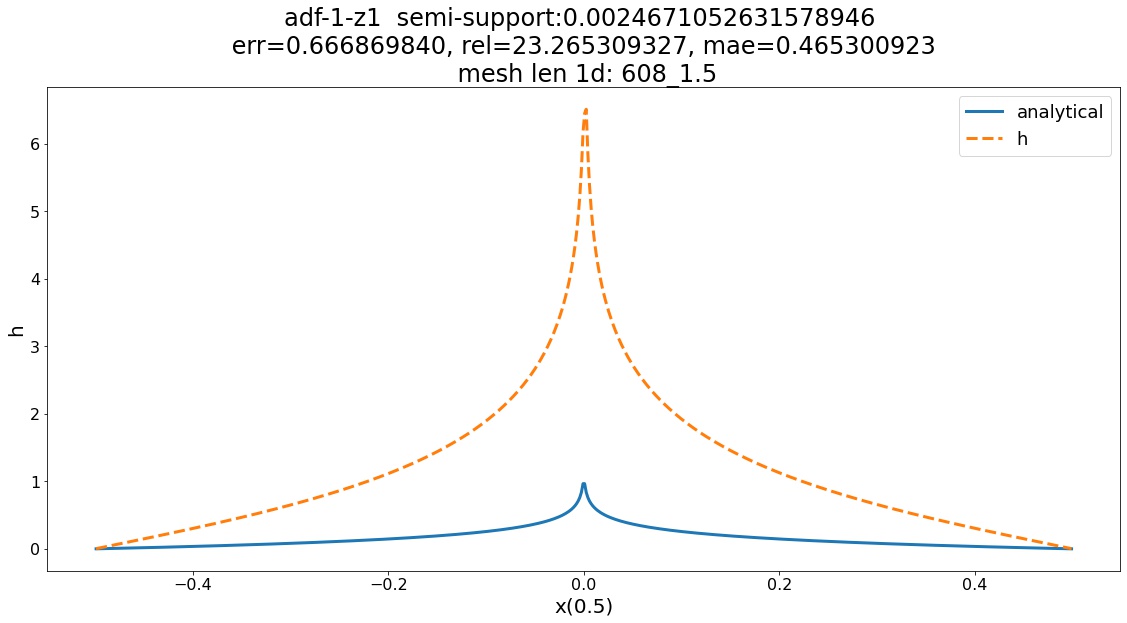 adf-1-z1  semi-support:0.0024671052631578946
err=0.666869840, rel=23.265309327, mae=0.465300923
mesh len 1d: 608_1.5
analytical
h
h
6
5
4
3
2
1
0
−0.4
−0.2
0.0
0.2
0.4
x(0.5)